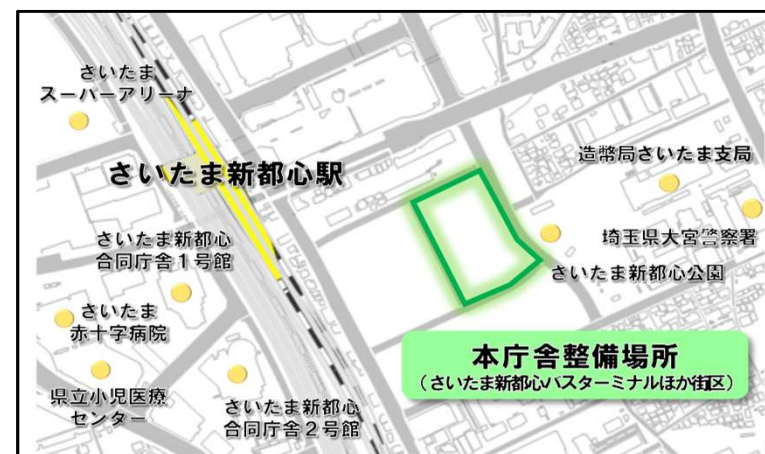 さいたま
スーパーアリーナ
さいたま新都心駅
さいたま新都心
合同庁舎１号館
さいたま
赤十字病院
県立小児医療
センター
さいたま新都心
合同庁舎２号館
造幣局さいたま支局
埼玉県大宮警察署
さいたま新都心公園
本庁舎整備場所
（さいたま新都心バスターミナルほか街区）